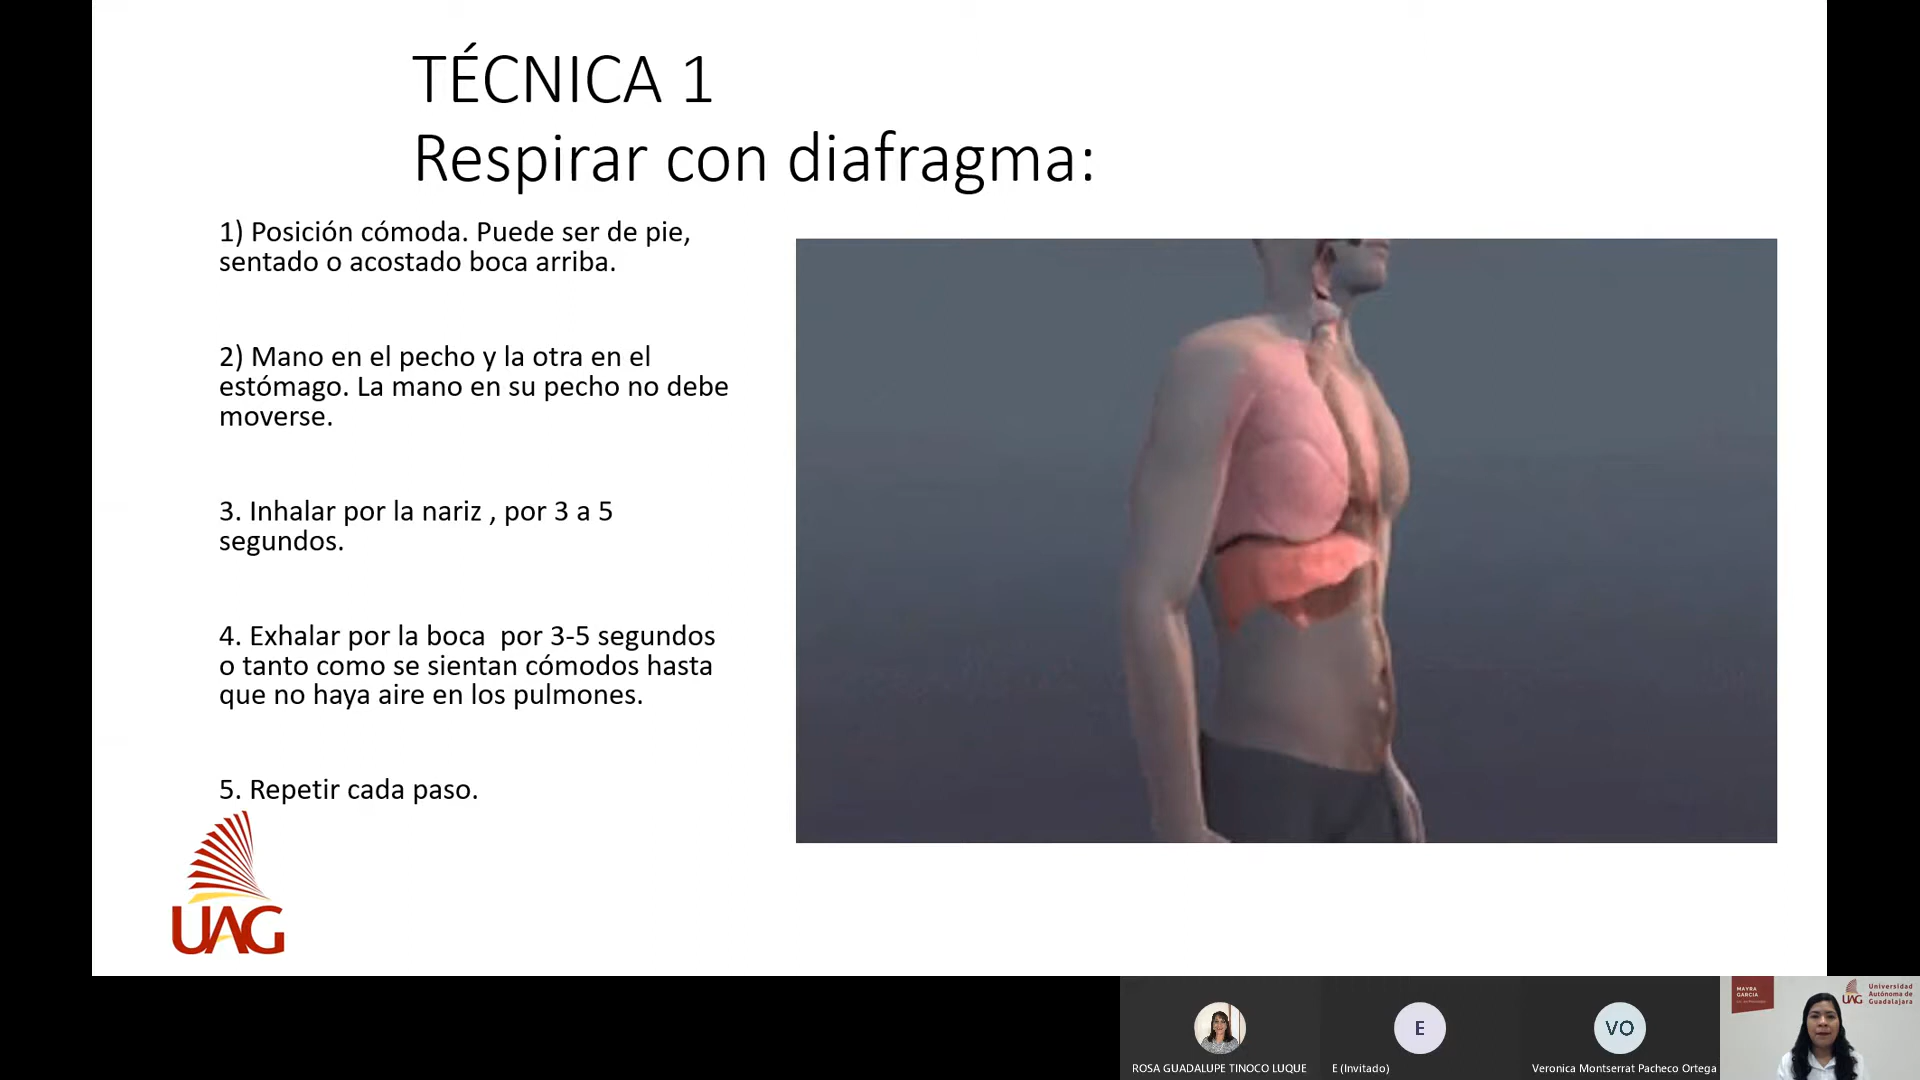 TÉCNICA 1
Respirar con diafragma:
1) Posición cómoda. Puede ser de pie,
sentado o acostado boca arriba.
2) Mano en el pecho y la otra en el
estómago. La mano en su pecho no debe
moverse.
3. Inhalar por la nariz , por 3 a 5
segundos.
4. Exhalar por la boca  por 3-5 segundos
o tanto como se sientan cómodos hasta
que no haya aire en los pulmones.
5. Repetir cada paso.
UAG
MAYRA
GARCIA
UAG
Universidad
Autónoma de
Guadalajara
E
VO
ROSA GUADALUPE TINOCO LUQUE
E (Invitado)
Veronica Montserrat Pacheco Ortega